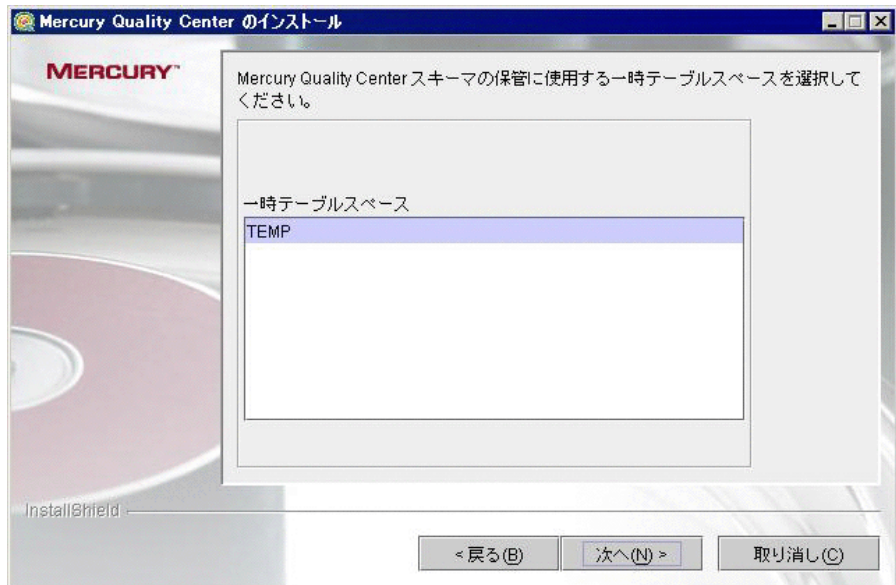 Mercury Quality Center のインストール
MERCURY™
Mercury Quality Center スキーマの保管に使用する一時テーブルスペースを選択して
ください。
一時テーブルスペース
TEMP
InstallShield
< 戻る(B)
次へ(N) >
取り消し(C)